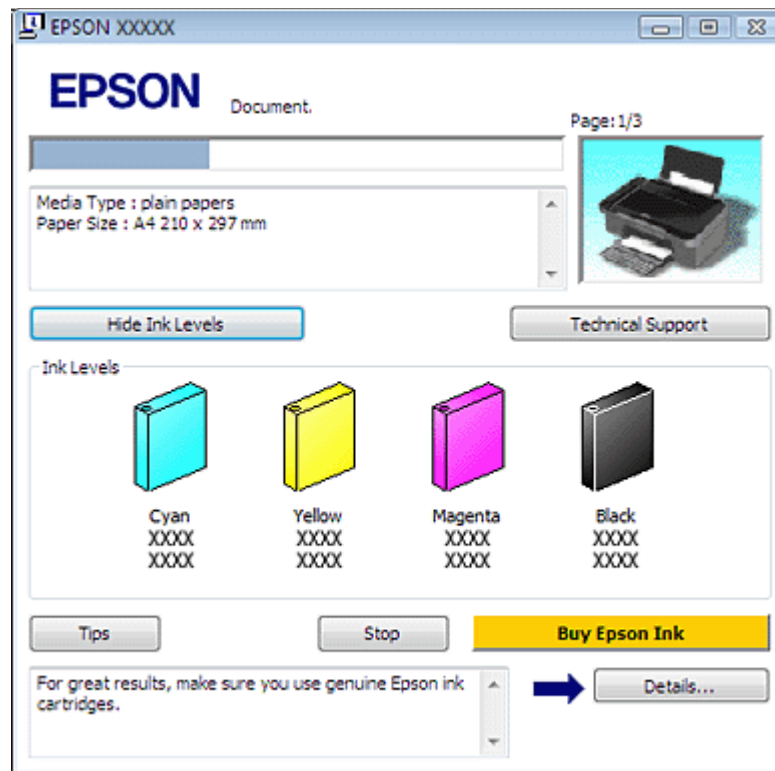 EPSON XXXXX
EPSON
Document.
Page:1/3
Media Type : plain papers
Paper Size : A4 210 x 297 mm
Hide Ink Levels
Technical Support
Ink Levels
Cyan Yellow Magenta Black
XXXX XXXX XXXX XXXX
XXXX XXXX XXXX XXXX
Tips
Stop
Buy Epson Ink
For great results, make sure you use genuine Epson ink
cartridges.
Details...